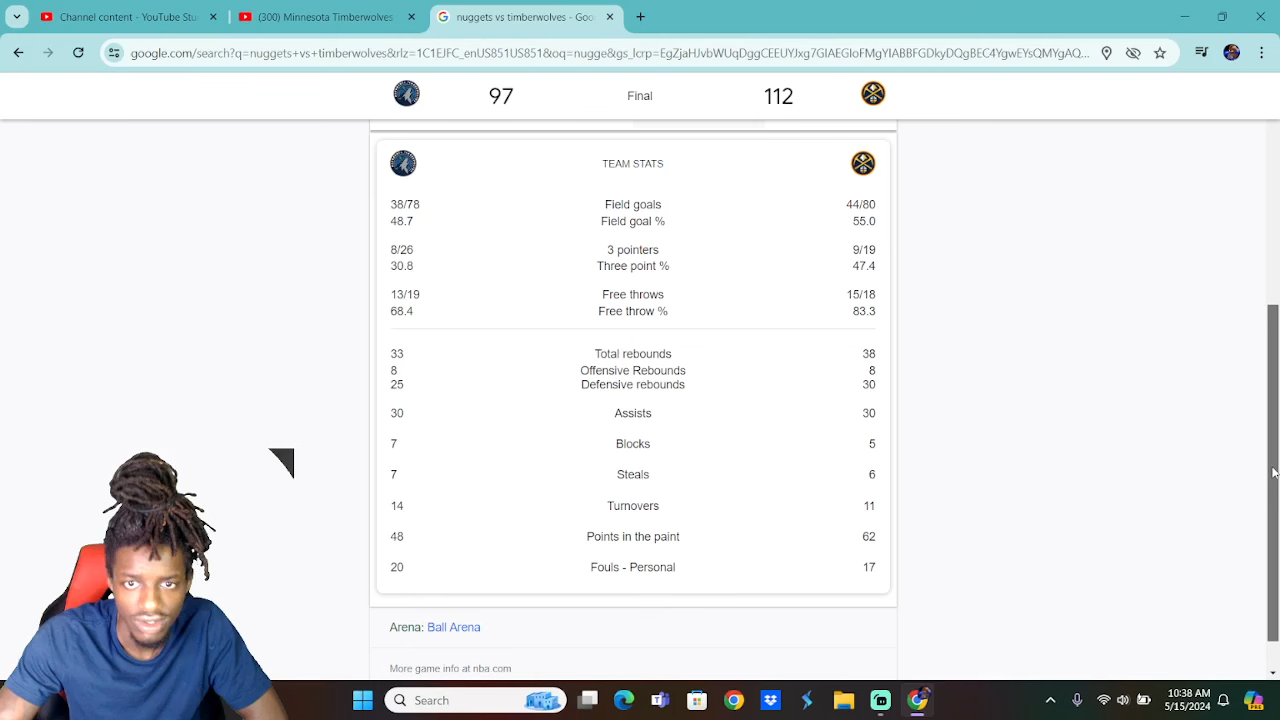 Channel content - YouTube Stu
(300) Minnesota Timberwolves
nuggets vs timberwolves - Goo
google.com/search?q=nuggets+vs+timberwolves&rlz=1C1EJFC_enUS851US851&oq=nugge&gs_lcrp=EgZjaHJvbWUqDggCEEUYJxg7GIAEGIoFMgYIABBFGDkyDQgBEC4YgwEYsQMYgAQ...
97 Final 112
TEAM STATS
38/78 Field goals 44/80
48.7 Field goal % 55.0
8/26 3 pointers 9/19
30.8 Three point % 47.4
13/19 Free throws 15/18
68.4 Free throw % 83.3
33 Total rebounds 38
8 Offensive Rebounds 8
25 Defensive rebounds 30
30 Assists 30
7 Blocks 5
7 Steals 6
14 Turnovers 11
48 Points in the paint 62
20 Fouls - Personal 17
Arena: Ball Arena
More game info at nba.com
Search
10:38 AM
5/15/2024